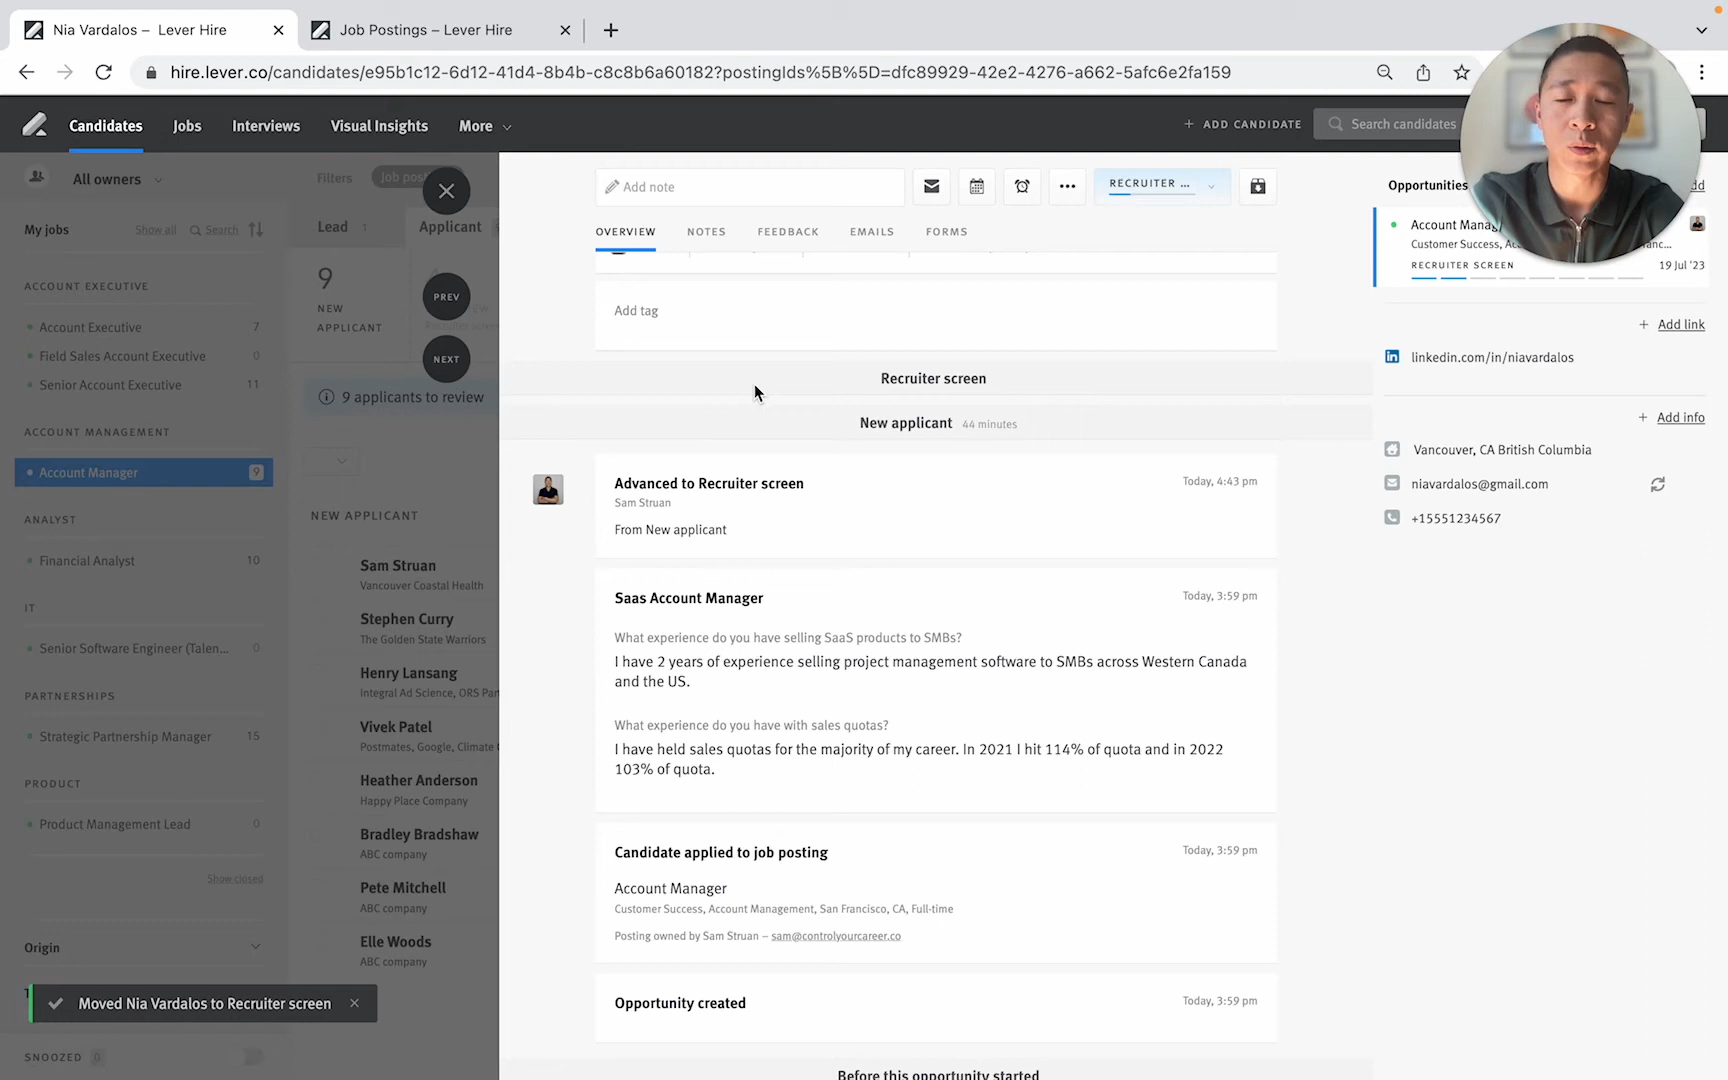 Nia Vardalos – Lever Hire
Job Postings – Lever Hire
hire.lever.co/candidates/e95b1c12-6d12-41d4-8b4b-c8c8b6a60182?postingIds%5B%5D=dfc89929-42e2-4276-a662-5afc6e2fa159
Candidates
Jobs
Interviews
Visual Insights
More
+ ADD CANDIDATE
Search candidates
All owners
Filters
My jobs
Show all
Search
ACCOUNT EXECUTIVE
Account Executive 7
Field Sales Account Executive 0
Senior Account Executive 11
ACCOUNT MANAGEMENT
Account Manager 9
ANALYST
Financial Analyst 10
IT
Senior Software Engineer (Talen... 0
PARTNERSHIPS
Strategic Partnership Manager 15
PRODUCT
Product Management Lead 0
Show closed
Origin
Moved Nia Vardalos to Recruiter screen
SNOOZED 0
Lead 1
Applicant
9
NEW
APPLICANT
PREV
NEXT
9 applicants to review
NEW APPLICANT
Sam Struan
Vancouver Coastal Health
Stephen Curry
The Golden State Warriors
Henry Lansang
Integral Ad Science, ORS Par
Vivek Patel
Postmates, Google, Climate
Heather Anderson
Happy Place Company
Bradley Bradshaw
ABC company
Pete Mitchell
ABC company
Elle Woods
ABC company
Add note
RECRUITER ...
OVERVIEW
NOTES
FEEDBACK
EMAILS
FORMS
Add tag
Recruiter screen
New applicant 44 minutes
Advanced to Recruiter screen
Today, 4:43 pm
Sam Struan
From New applicant
Saas Account Manager
Today, 3:59 pm
What experience do you have selling SaaS products to SMBs?
I have 2 years of experience selling project management software to SMBs across Western Canada
and the US.
What experience do you have with sales quotas?
I have held sales quotas for the majority of my career. In 2021 I hit 114% of quota and in 2022
103% of quota.
Candidate applied to job posting
Today, 3:59 pm
Account Manager
Customer Success, Account Management, San Francisco, CA, Full-time
Posting owned by Sam Struan – sam@controlyourcareer.co
Opportunity created
Today, 3:59 pm
Before this opportunity started
Opportunities
Account Manag
Customer Success, Ac
RECRUITER SCREEN
19 Jul '23
+ Add link
linkedin.com/in/niavardalos
+ Add info
Vancouver, CA British Columbia
niavardalos@gmail.com
+15551234567